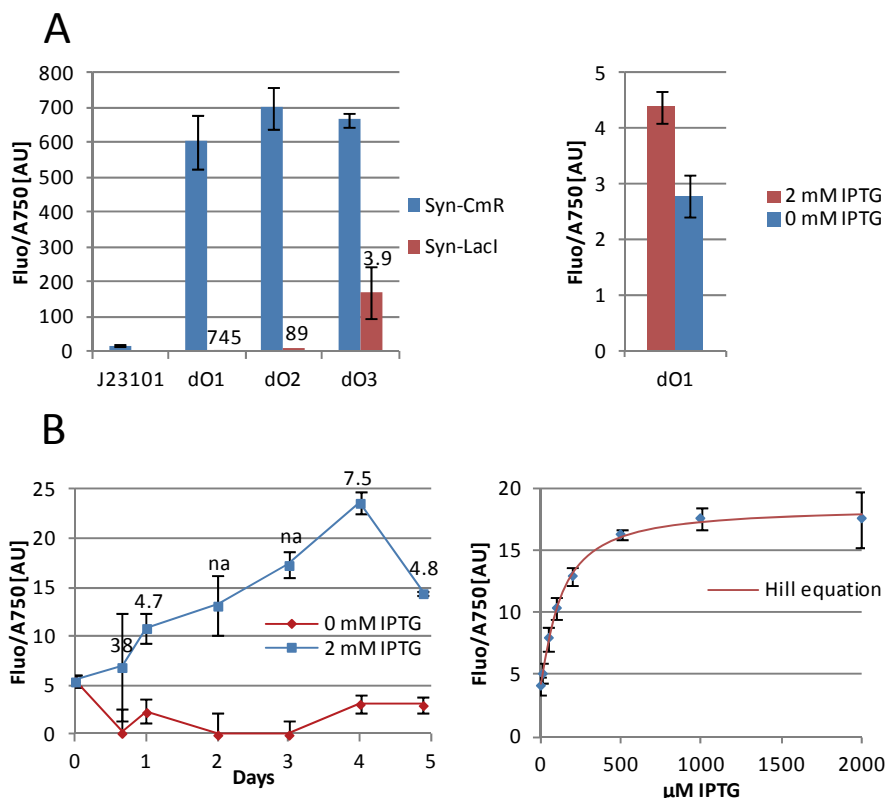 A
Fluo/A750 [AU]
800
700
600
500
400
300
200
100
0
745
89
3.9
J23101 dO1 dO2 dO3
Syn-CmR
Syn-LacI
Fluo/A750 [AU]
5
4
3
2
1
0
dO1
2 mM IPTG
0 mM IPTG
B
Fluo/A750 [AU]
25
20
15
10
5
0
38
4.7
na
na
7.5
4.8
0 mM IPTG
2 mM IPTG
0 1 2 3 4 5
Days
Fluo/A750 [AU]
20
15
10
5
0
Hill equation
0 500 1000 1500 2000
µM IPTG